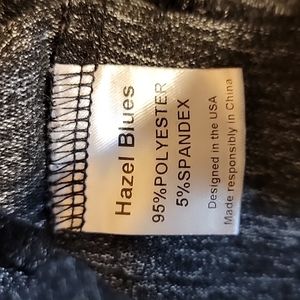 Hazel Blues
95%POLYESTER
5%SPANDEX
Designed in the USA
Made responsibly in China